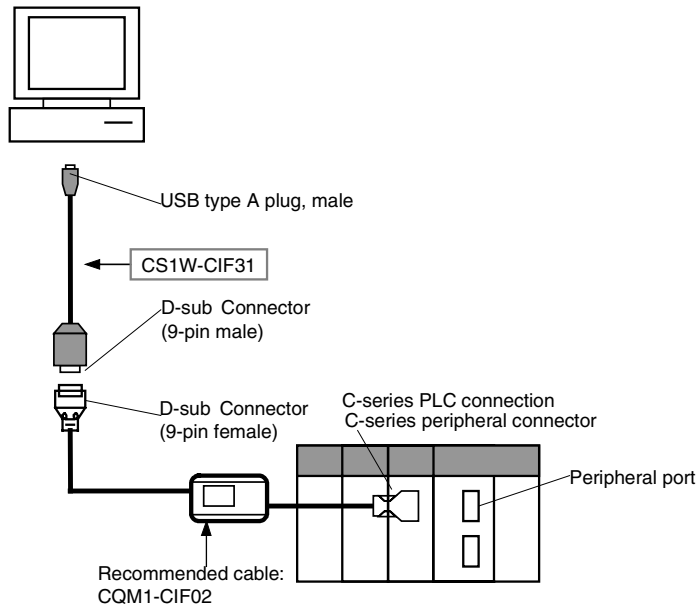 USB type A plug, male
CS1W-CIF31
D-sub Connector
(9-pin male)
D-sub Connector
(9-pin female)
C-series PLC connection
C-series peripheral connector
Peripheral port
Recommended cable:
CQM1-CIF02